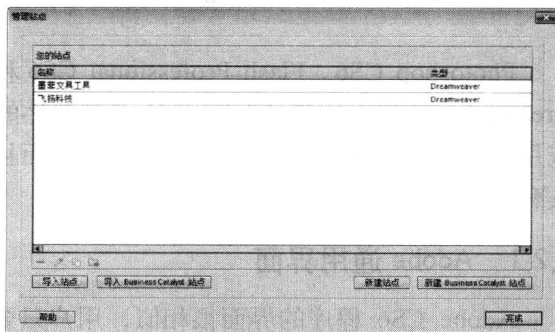 管理站点
您的站点
名称 类型
墨菲文具工具 Dreamweaver
飞扬科技 Dreamweaver
导入站点 导入 Business Catalyst 站点 新建站点 新建 Business Catalyst 站点
帮助 完成